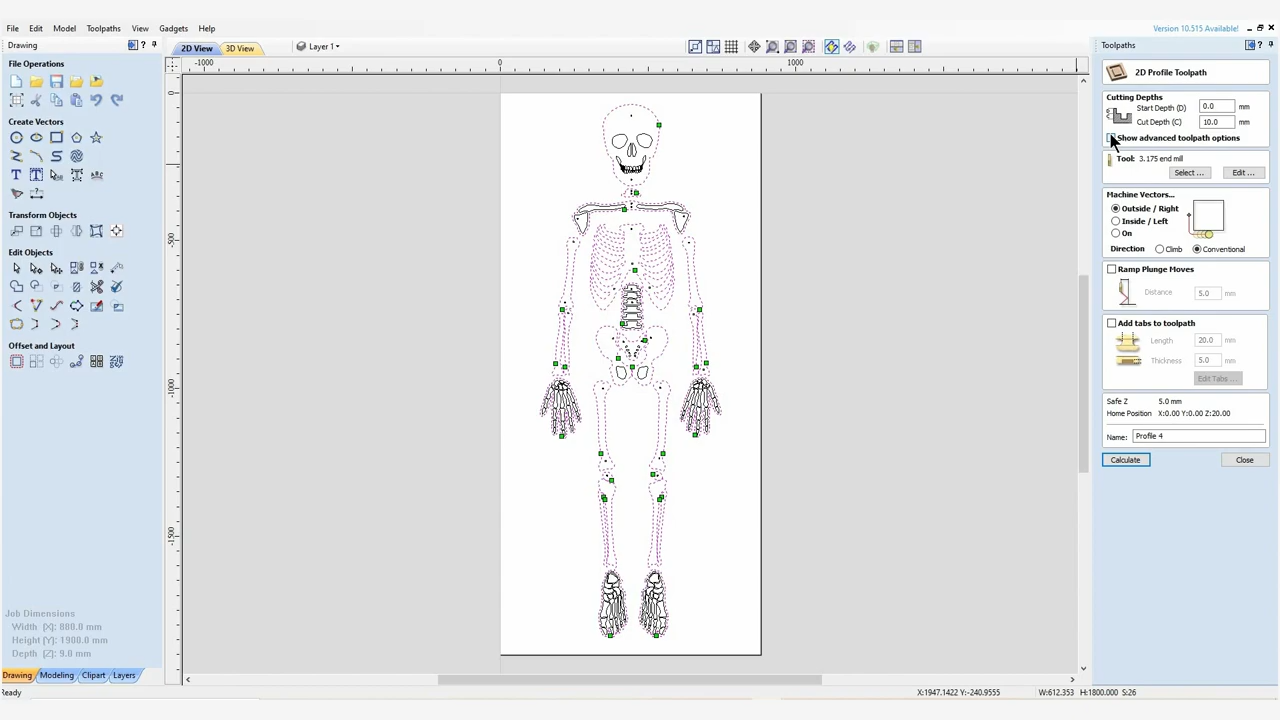 File Edit Model Toolpaths View Gadgets Help
Version 10.515 Available!
Drawing
2D View 3D View Layer 1
Toolpaths
-1000 0 1000
File Operations
Create Vectors
Transform Objects
Edit Objects
Offset and Layout
Job Dimensions
Width (X): 880.0 mm
Height (Y): 1900.0 mm
Depth (Z): 9.0 mm
Drawing Modeling Clipart Layers
Ready
0
-500
-1000
-1500
2D Profile Toolpath
Cutting Depths
Start Depth (D) 0.0 mm
Cut Depth (C) 10.0 mm
Show advanced toolpath options
Tool: 3.175 end mill
Select ... Edit ...
Machine Vectors...
Outside / Right
Inside / Left
On
Direction Climb Conventional
Ramp Plunge Moves
Distance 5.0 mm
Add tabs to toolpath
Length 20.0 mm
Thickness 5.0 mm
Edit Tabs ...
Safe Z 5.0 mm
Home Position X:0.00 Y:0.00 Z:20.00
Name: Profile 4
Calculate Close
X:1947.1422 Y:-240.9555 W:612.353 H:1800.000 S:26